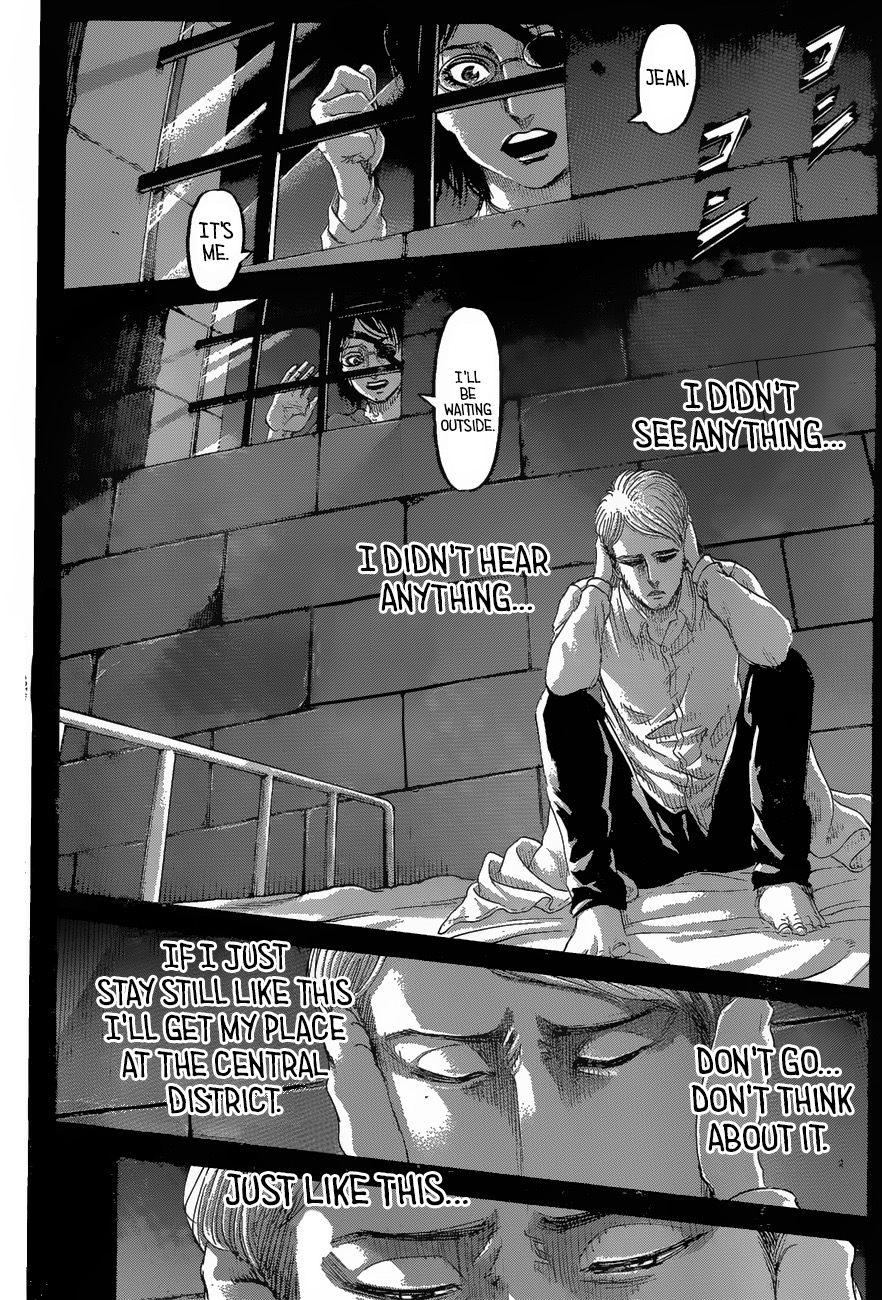 JEAN.
コン
コン
IT'S
ME.
I'LL
BE
WAITING
OUTSIDE.
I DIDN'T
SEE ANYTHING...
I DIDN'T HEAR
ANYTHING...
IF I JUST
STAY STILL LIKE THIS
I'LL GET MY PLACE
AT THE CENTRAL
DISTRICT.
DON'T GO...
DON'T THINK
ABOUT IT.
JUST LIKE THIS...